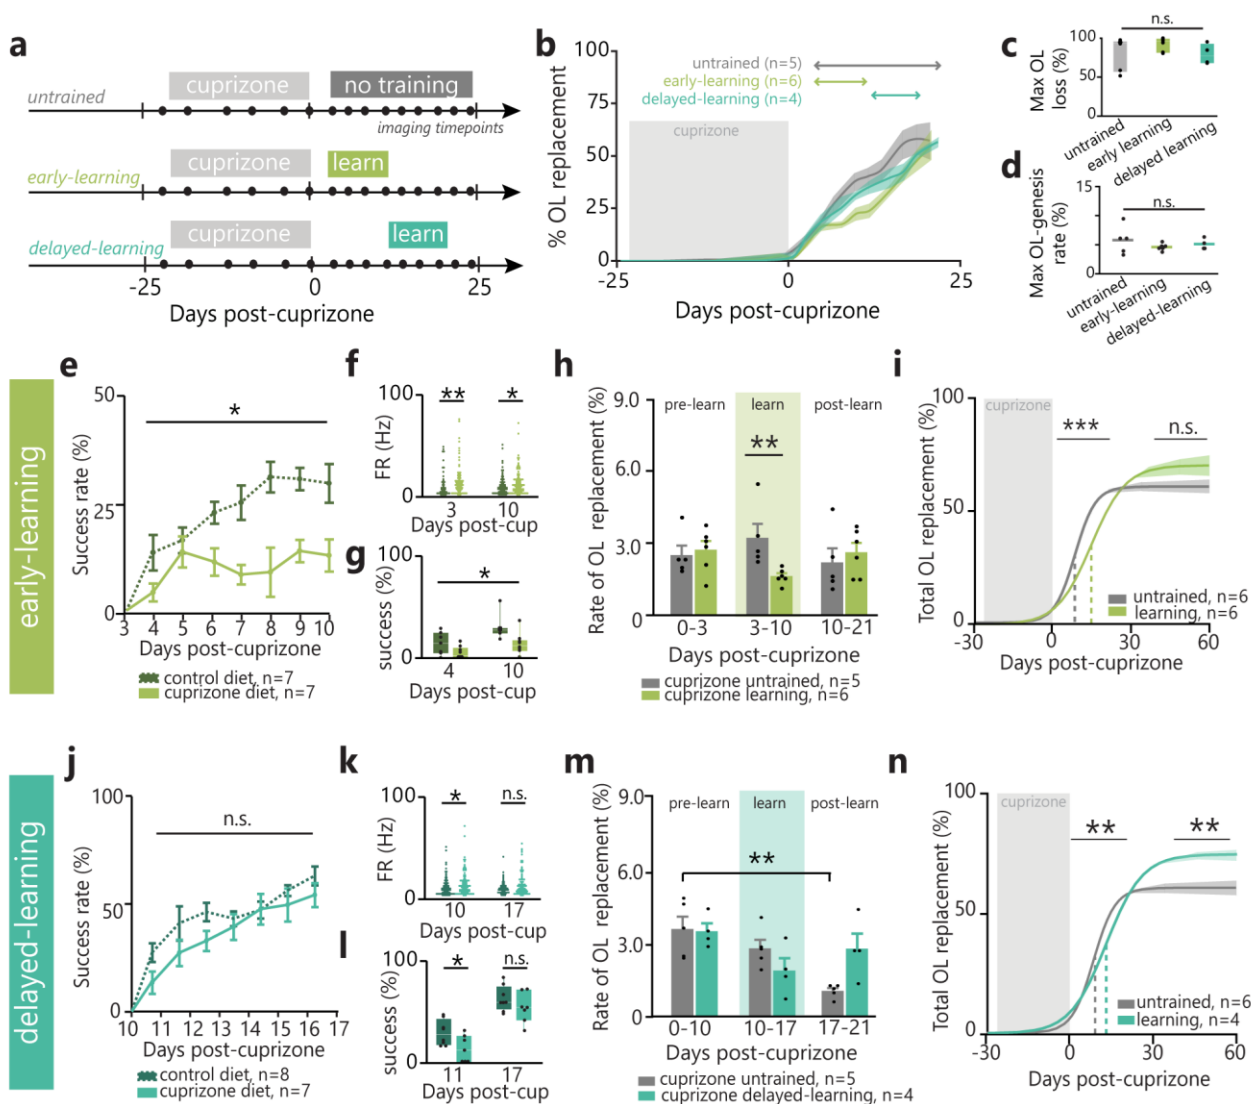 a
untrained
cuprizone
no training
imaging timepoints
early-learning
cuprizone
learn
delayed-learning
cuprizone
learn
-25
0
25
Days post-cuprizone
b
% OL replacement
100
75
50
25
0
cuprizone
untrained (n=5)
early-learning (n=6)
delayed-learning (n=4)
-25
0
25
Days post-cuprizone
c
Max OL
loss (%)
100
50
0
n.s.
untrained
early learning
delayed learning
d
Max OL-genesis
rate (%)
15
0
n.s.
untrained
early-learning
delayed-learning
early-learning
e
Success rate (%)
50
25
0
*
3 4 5 6 7 8 9 10
Days post-cuprizone
control diet, n=7
cuprizone diet, n=7
f
FR (Hz)
100
0
** *
3 10
Days post-cup
g
success (%)
100
0
*
4 10
Days post-cup
h
Rate of OL replacement (%)
9.0
6.0
3.0
0
pre-learn learn post-learn
**
0-3 3-10 10-21
Days post-cuprizone
cuprizone untrained, n=5
cuprizone learning, n=6
i
Total OL replacement (%)
100
50
0
cuprizone
*** n.s.
untrained, n=6
learning, n=6
-30 0 30 60
Days post-cuprizone
delayed-learning
j
Success rate (%)
100
50
0
n.s.
10 11 12 13 14 15 16 17
Days post-cuprizone
control diet, n=8
cuprizone diet, n=7
k
FR (Hz)
100
0
* n.s.
10 17
Days post-cup
l
success (%)
100
0
* n.s.
11 17
Days post-cup
m
Rate of OL replacement (%)
9.0
6.0
3.0
0
pre-learn learn post-learn
**
0-10 10-17 17-21
Days post-cuprizone
cuprizone untrained, n=5
cuprizone delayed-learning, n=4
n
Total OL replacement (%)
100
50
0
cuprizone
** **
untrained, n=6
learning, n=4
-30 0 30 60
Days post-cuprizone